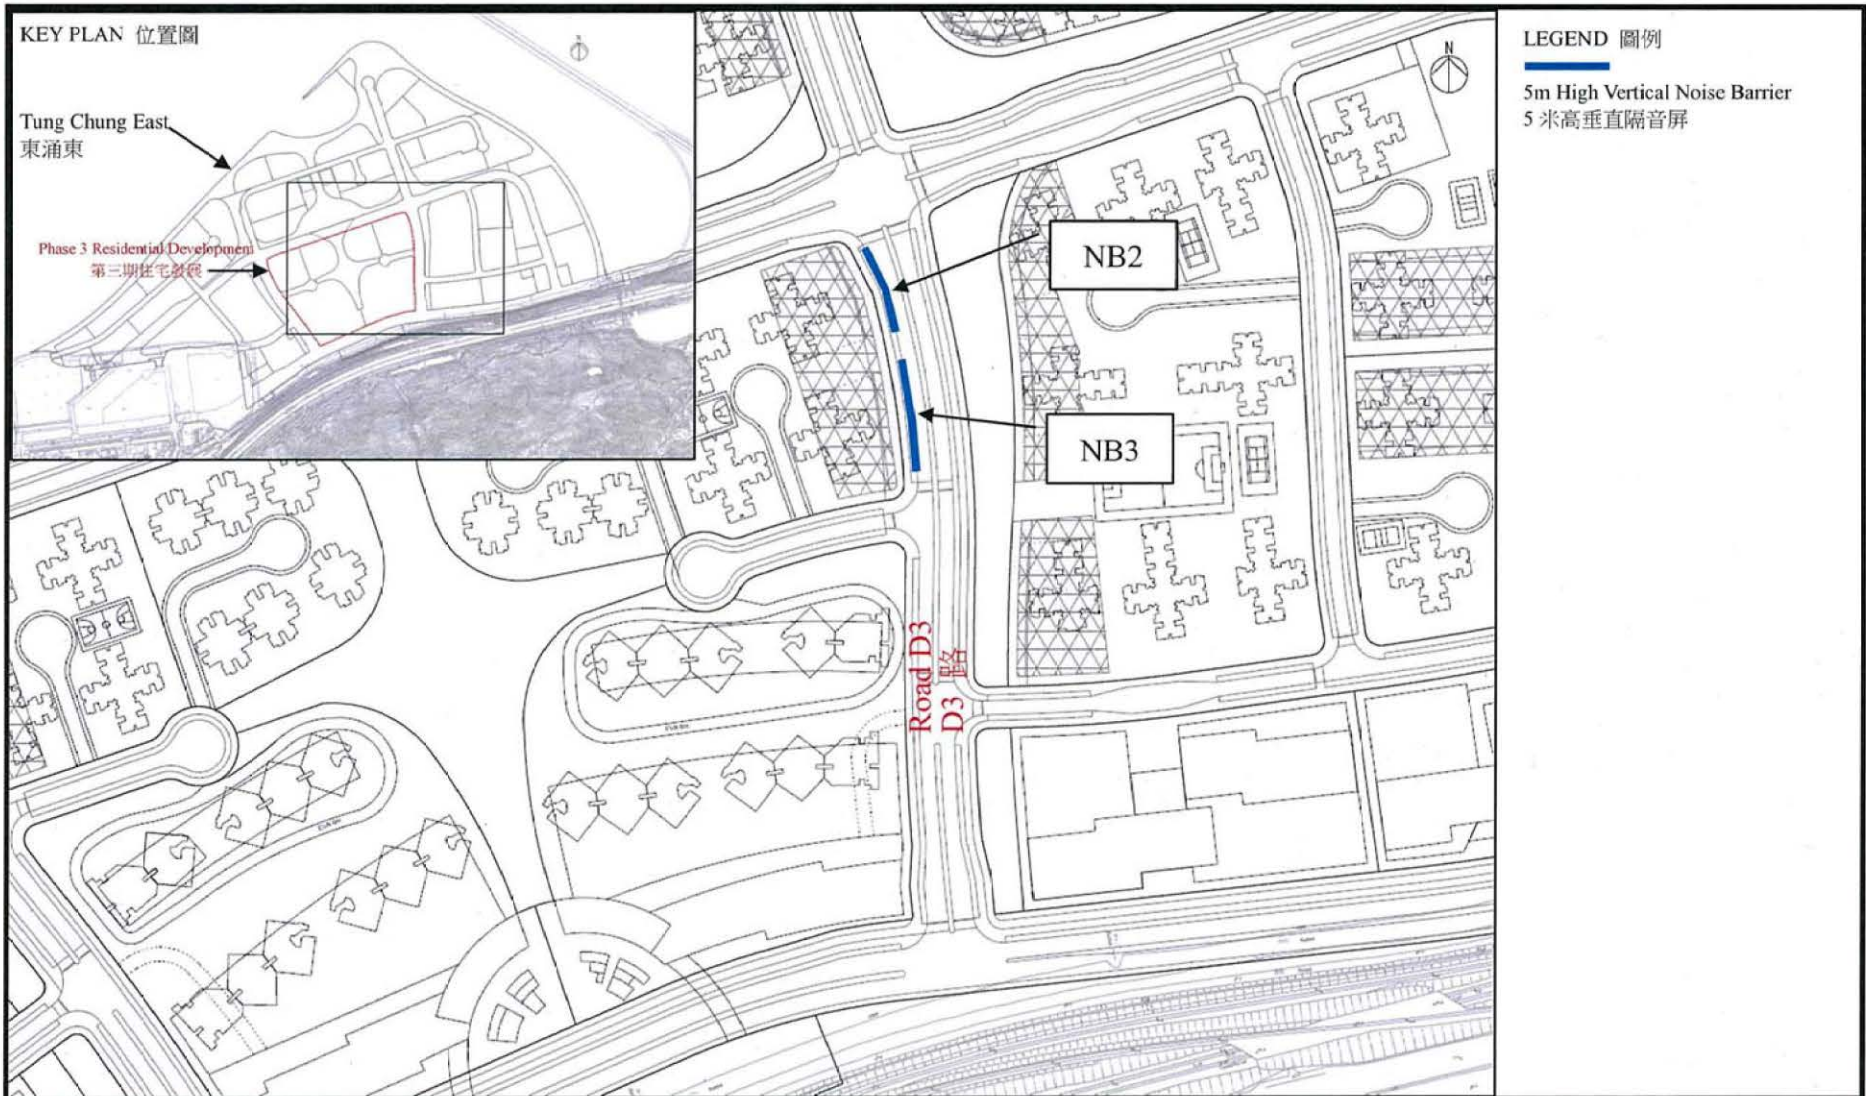 KEY PLAN 位置圖
N
Tung Chung East
東涌東
Phase 3 Residential Development
第三期住宅發展
LEGEND 圖例
5m High Vertical Noise Barrier
5 米高垂直隔音屏
N
NB2
NB3
Road D3
D3 路